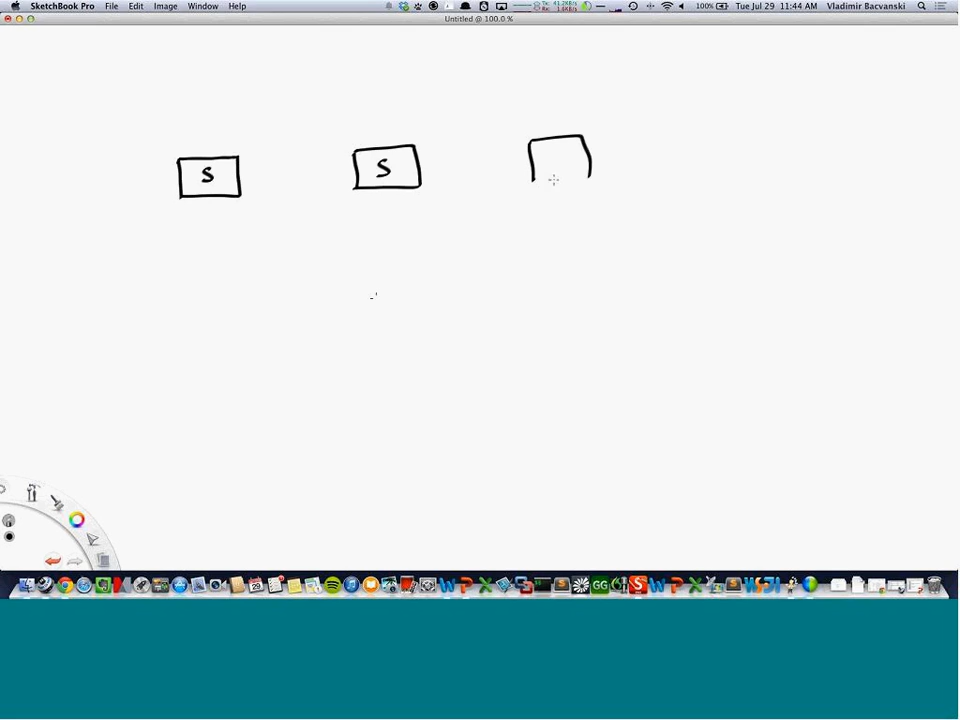 SketchBook Pro File Edit Image Window Help 100% Tue Jul 29 11:44 AM Vladimir Bacvanski
Untitled @ 100.0 %
S S